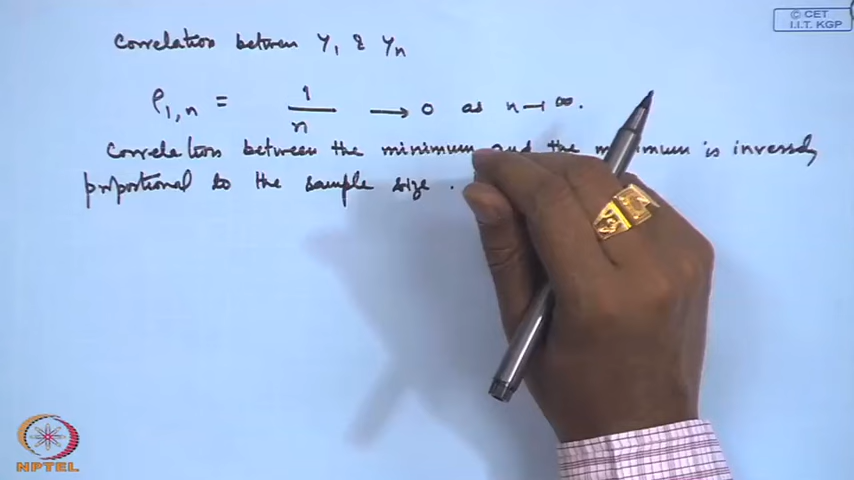 © CET
I.I.T. KGP
Correlation between Y₁ & Yₙ
ρ₁,ₙ = 1/n → 0 as n → ∞.
Correlation between the minimum and the is inversely
proportional to the sample size.
NPTEL